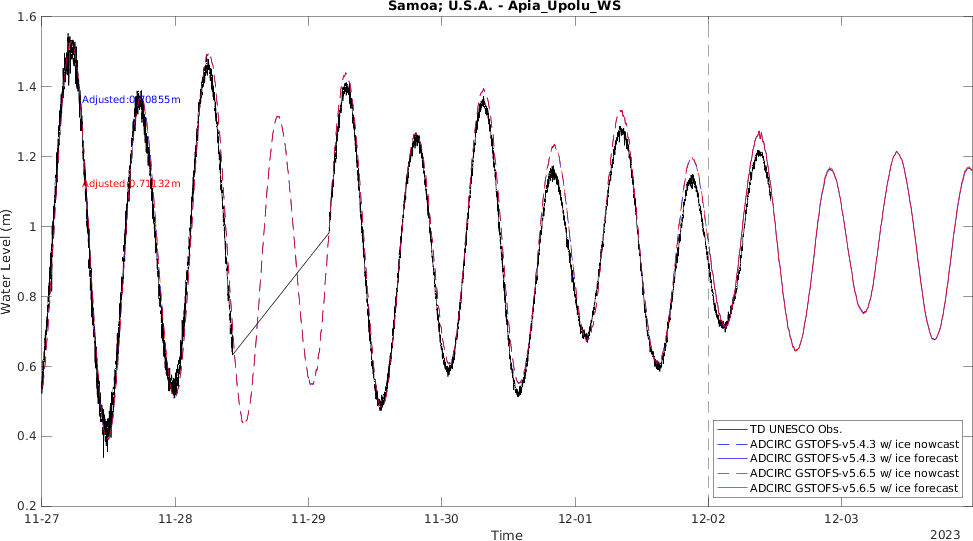 Samoa; U.S.A. - Apia_Upolu_WS
1.6
1.4
1.2
1
0.8
0.6
0.4
0.2
Water Level (m)
Adjusted:0.70855m
Adjusted:0.71132m
TD UNESCO Obs.
ADCIRC GSTOFS-v5.4.3 w/ ice nowcast
ADCIRC GSTOFS-v5.4.3 w/ ice forecast
ADCIRC GSTOFS-v5.6.5 w/ ice nowcast
ADCIRC GSTOFS-v5.6.5 w/ ice forecast
11-27 11-28 11-29 11-30 12-01 12-02 12-03
Time
2023